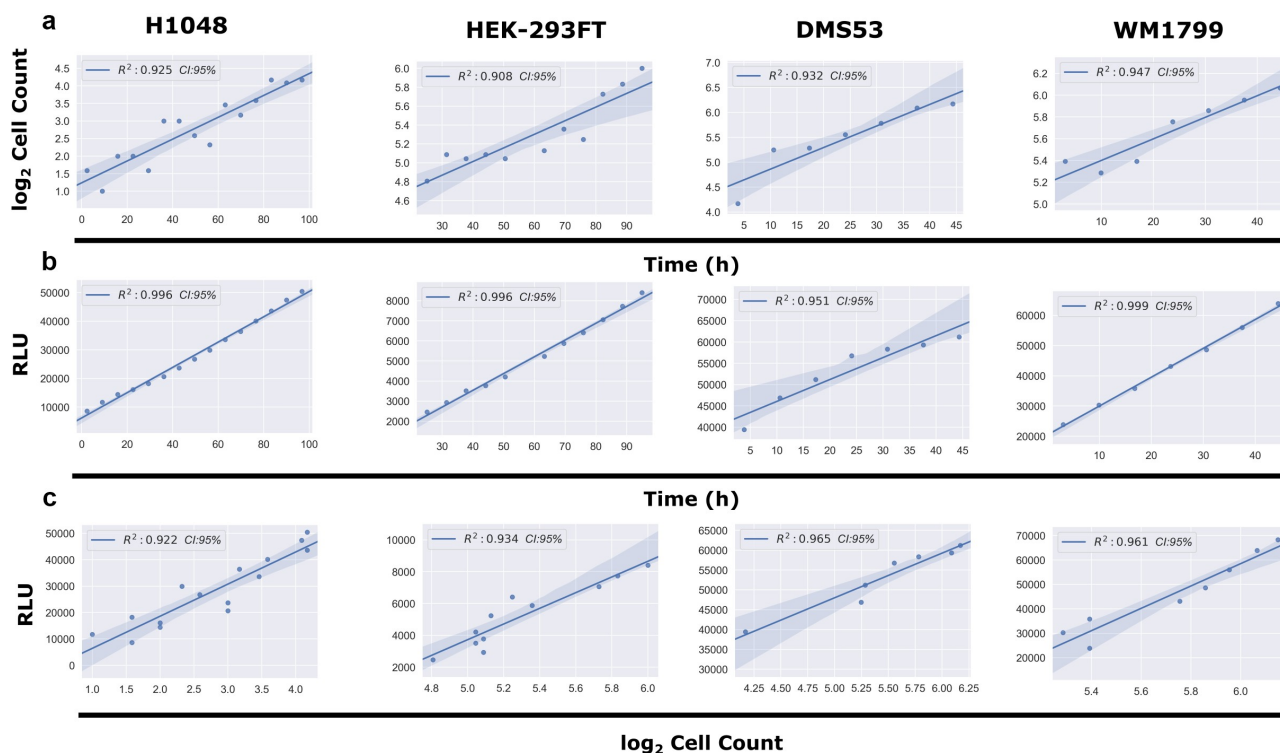 a
H1048 HEK-293FT DMS53 WM1799
log₂ Cell Count
R²: 0.925 CI:95%
4.5
4.0
3.5
3.0
2.5
2.0
1.5
1.0
0 20 40 60 80 100
R²: 0.908 CI:95%
6.0
5.8
5.6
5.4
5.2
5.0
4.8
4.6
30 40 50 60 70 80 90
R²: 0.932 CI:95%
7.0
6.5
6.0
5.5
5.0
4.5
4.0
5 10 15 20 25 30 35 40 45
R²: 0.947 CI:95%
6.2
6.0
5.8
5.6
5.4
5.2
5.0
10 20 30 40
Time (h)
b
RLU
R²: 0.996 CI:95%
50000
40000
30000
20000
10000
0 20 40 60 80 100
R²: 0.996 CI:95%
8000
7000
6000
5000
4000
3000
2000
30 40 50 60 70 80 90
R²: 0.951 CI:95%
70000
65000
60000
55000
50000
45000
40000
5 10 15 20 25 30 35 40 45
R²: 0.999 CI:95%
60000
50000
40000
30000
20000
10 20 30 40
Time (h)
c
RLU
R²: 0.922 CI:95%
50000
40000
30000
20000
10000
0
1.0 1.5 2.0 2.5 3.0 3.5 4.0
R²: 0.934 CI:95%
10000
8000
6000
4000
2000
4.8 5.0 5.2 5.4 5.6 5.8 6.0
R²: 0.965 CI:95%
65000
60000
55000
50000
45000
40000
35000
30000
4.25 4.50 4.75 5.00 5.25 5.50 5.75 6.00 6.25
R²: 0.961 CI:95%
70000
60000
50000
40000
30000
20000
5.4 5.6 5.8 6.0
log₂ Cell Count